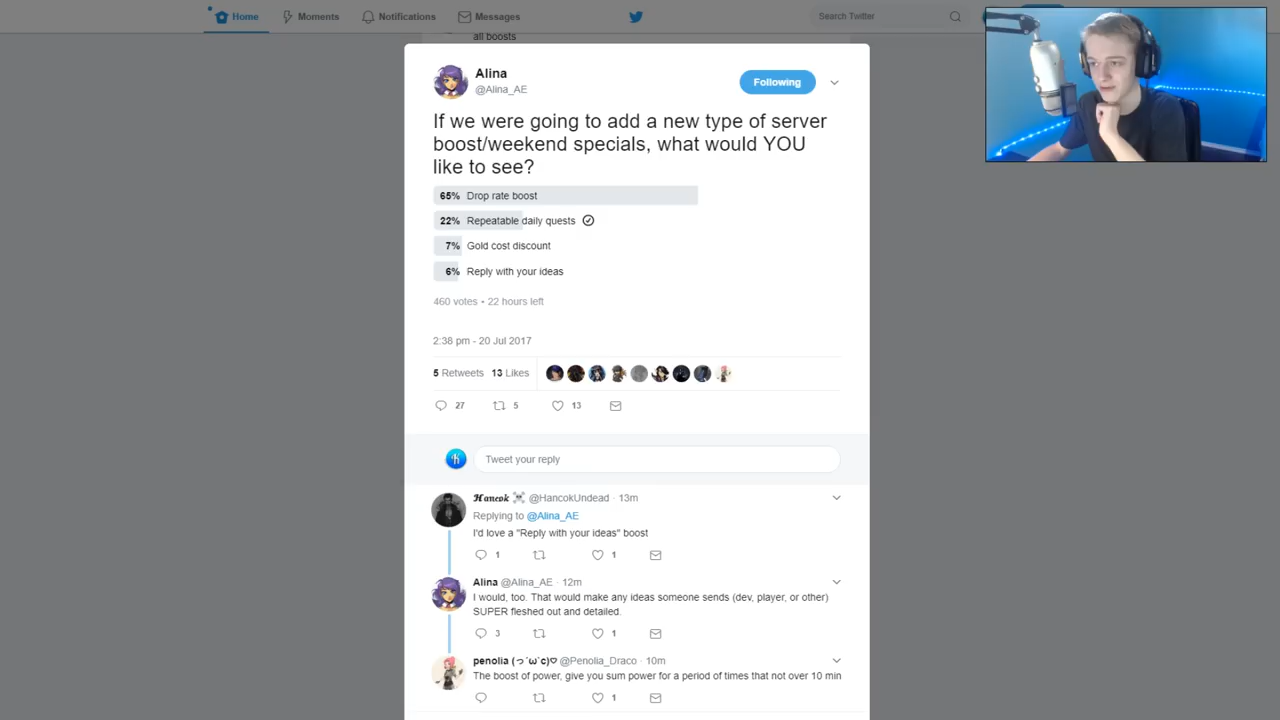 Home Moments Notifications Messages Search Twitter
all boosts
Alina
@Alina_AE
Following
If we were going to add a new type of server
boost/weekend specials, what would YOU
like to see?
65% Drop rate boost
22% Repeatable daily quests
7% Gold cost discount
6% Reply with your ideas
460 votes • 22 hours left
2:38 pm - 20 Jul 2017
5 Retweets 13 Likes
27 5 13
Tweet your reply
Hancok ☠ @HancokUndead · 13m
Replying to @Alina_AE
I'd love a "Reply with your ideas" boost
1 1
Alina @Alina_AE · 12m
I would, too. That would make any ideas someone sends (dev, player, or other)
SUPER fleshed out and detailed.
3 1
penolia (っ´ω`c)♡ @Penolia_Draco · 10m
The boost of power, give you sum power for a period of times that not over 10 min
1